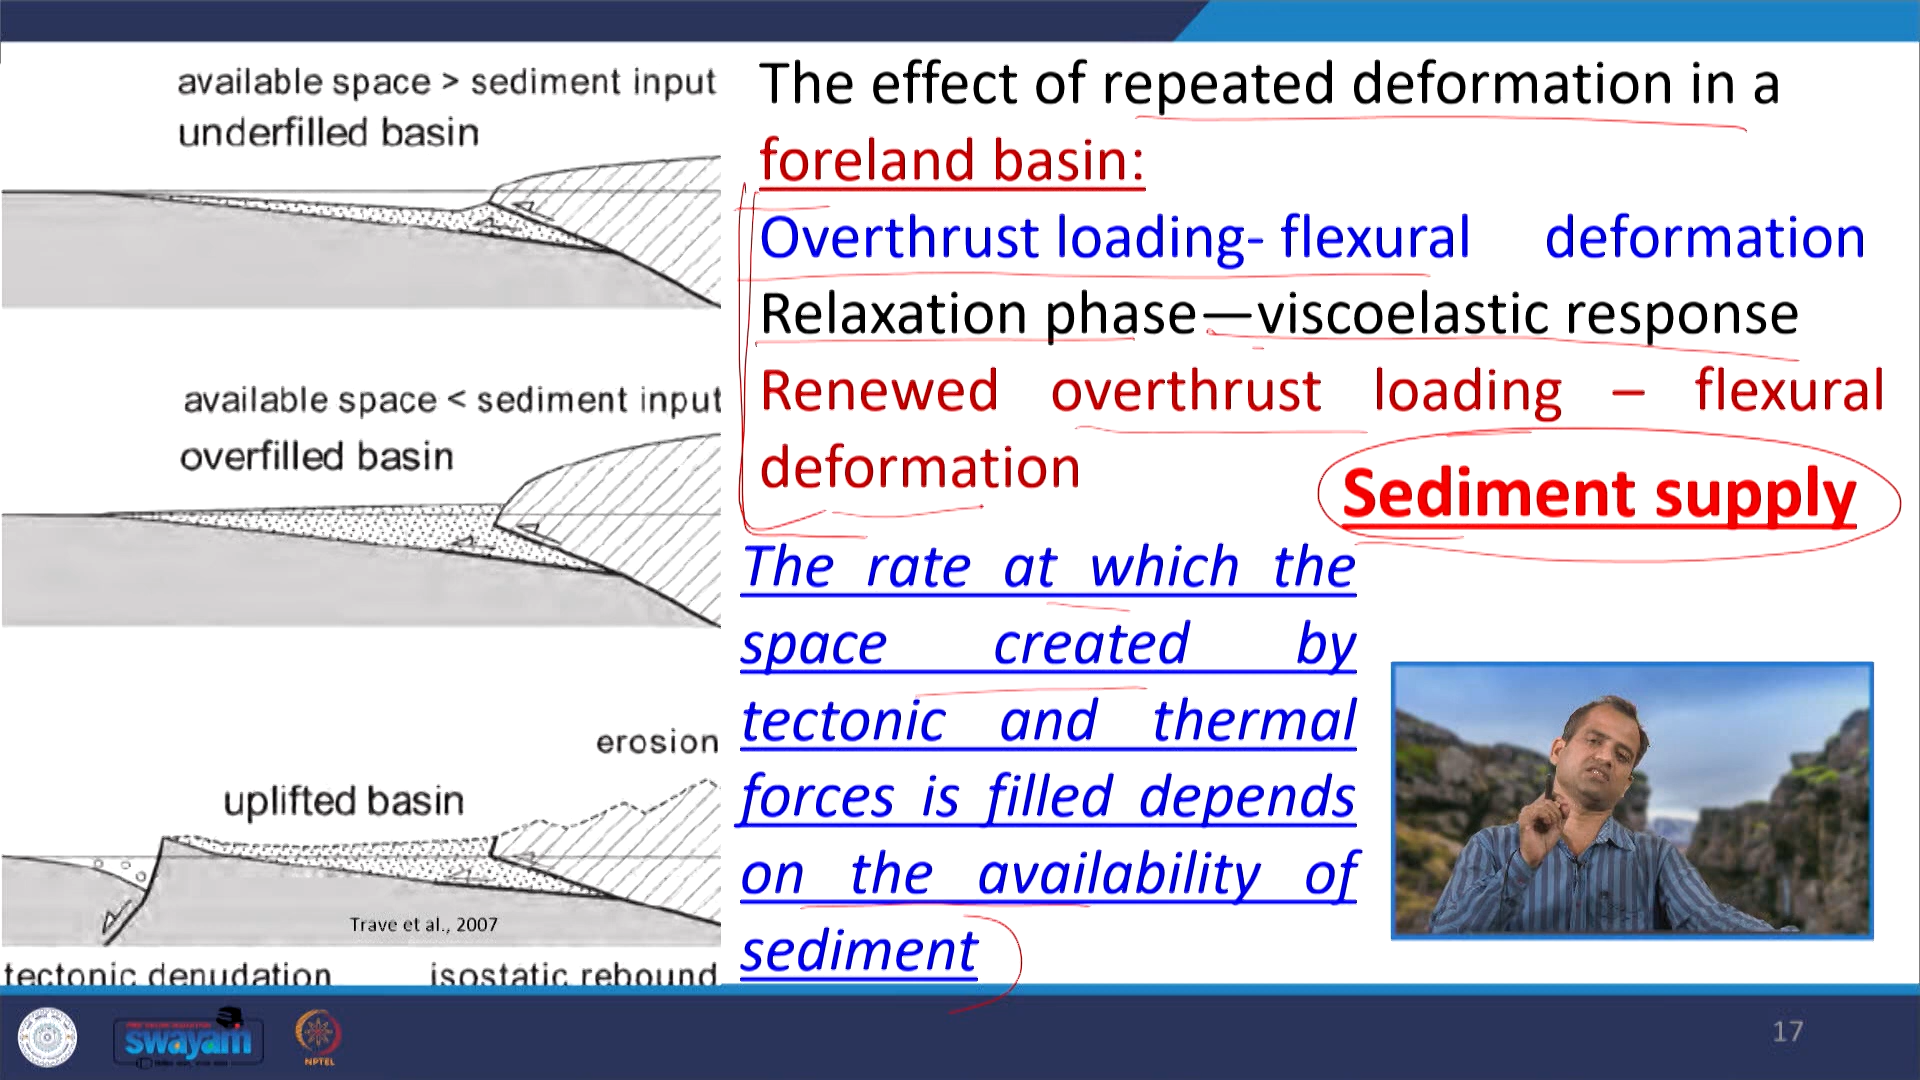 available space > sediment input
underfilled basin
available space < sediment input
overfilled basin
erosion
uplifted basin
Trave et al., 2007
tectonic denudation
isostatic rebound
The effect of repeated deformation in a
foreland basin:
Overthrust loading- flexural deformation
Relaxation phase—viscoelastic response
Renewed overthrust loading – flexural
deformation
Sediment supply
The rate at which the
space created by
tectonic and thermal
forces is filled depends
on the availability of
sediment
swayam
NPTEL
17